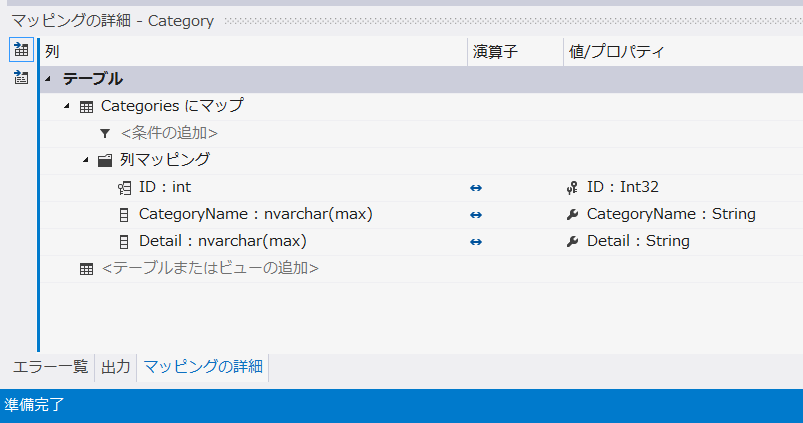 マッピングの詳細 - Category
列 演算子 値/プロパティ
テーブル
Categories にマップ
<条件の追加>
列マッピング
ID : int ID : Int32
CategoryName : nvarchar(max) CategoryName : String
Detail : nvarchar(max) Detail : String
<テーブルまたはビューの追加>
エラー一覧 出力 マッピングの詳細
準備完了